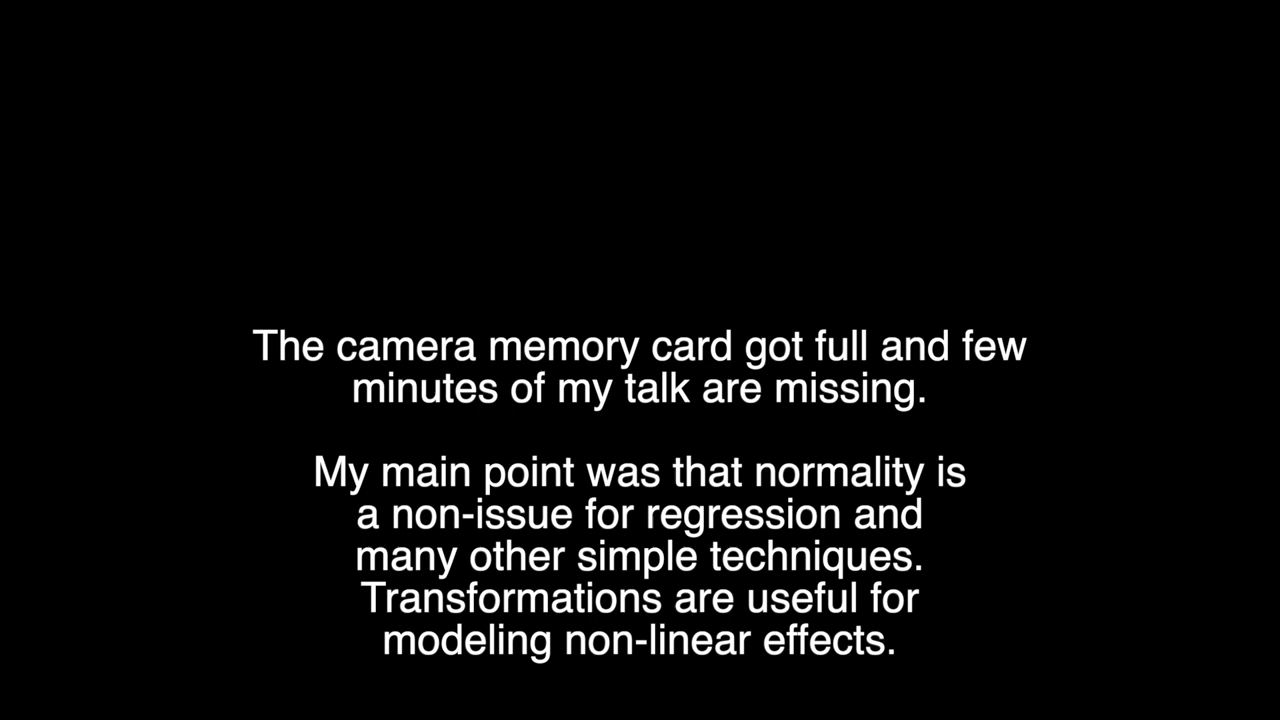 The camera memory card got full and few
minutes of my talk are missing.
My main point was that normality is
a non-issue for regression and
many other simple techniques.
Transformations are useful for
modeling non-linear effects.